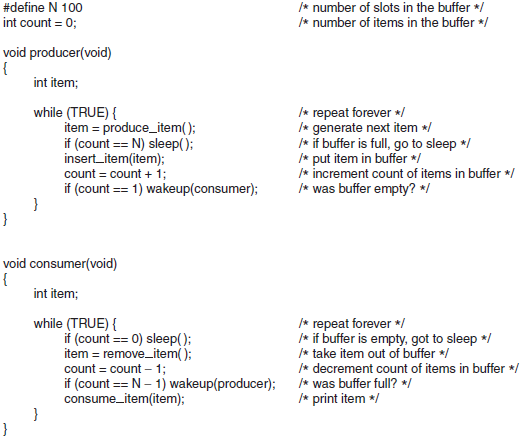 #define N 100 /* number of slots in the buffer */
int count = 0; /* number of items in the buffer */
void producer(void)
{
int item;
while (TRUE) { /* repeat forever */
item = produce_item( ); /* generate next item */
if (count == N) sleep( ); /* if buffer is full, go to sleep */
insert_item(item); /* put item in buffer */
count = count + 1; /* increment count of items in buffer */
if (count == 1) wakeup(consumer); /* was buffer empty? */
}
}
void consumer(void)
{
int item;
while (TRUE) { /* repeat forever */
if (count == 0) sleep( ); /* if buffer is empty, got to sleep */
item = remove_item( ); /* take item out of buffer */
count = count − 1; /* decrement count of items in buffer */
if (count == N − 1) wakeup(producer); /* was buffer full? */
consume_item(item); /* print item */
}
}